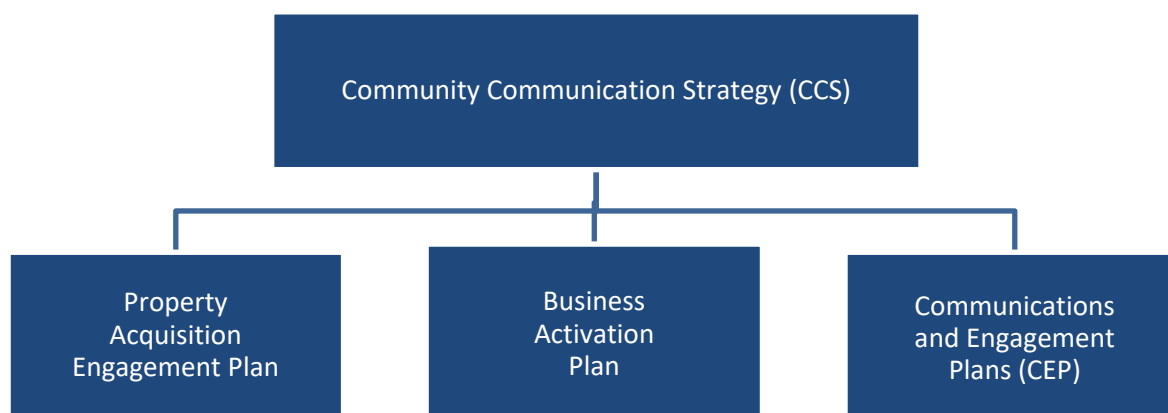 Community Communication Strategy (CCS)
Property
Acquisition
Engagement Plan
Business
Activation
Plan
Communications
and Engagement
Plans (CEP)